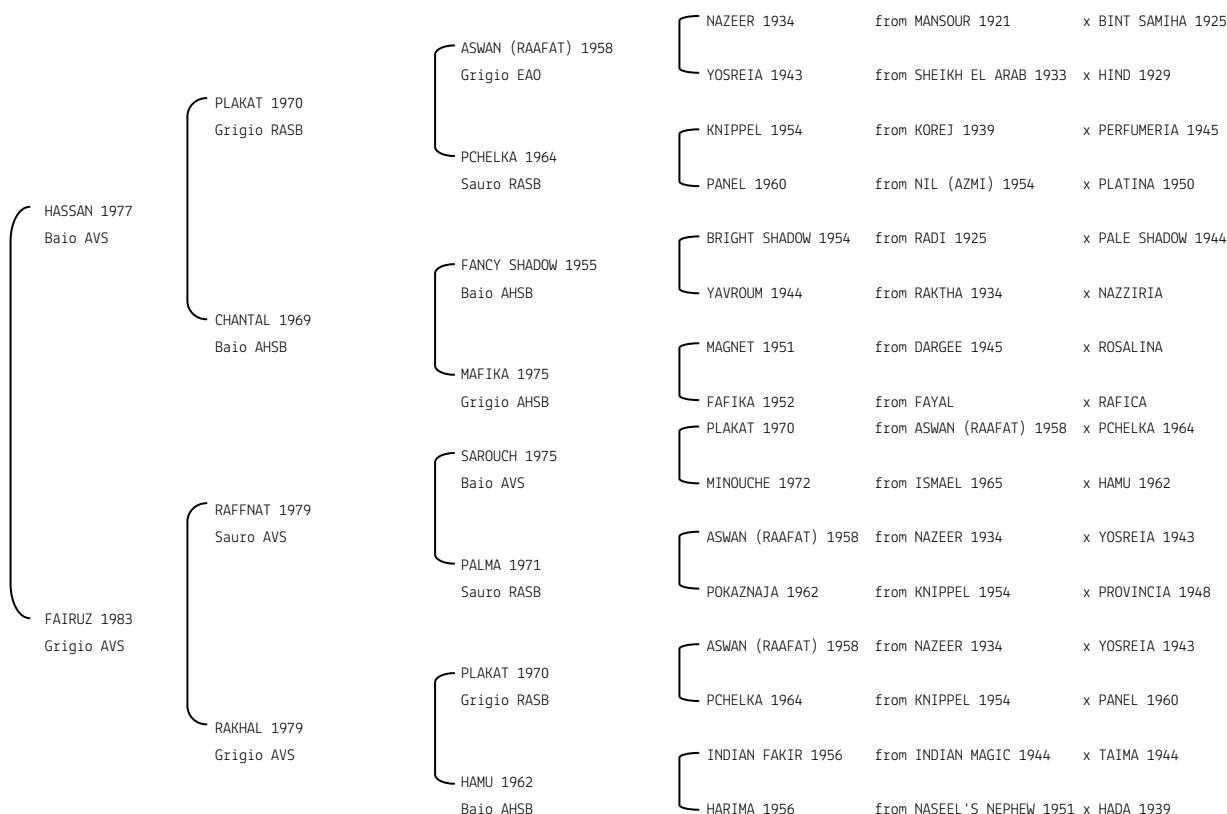 NAZEER 1934 from MANSOUR 1921 x BINT SAMIHA 1925
ASWAN (RAAFAT) 1958
Grigio EAO
YOSREIA 1943 from SHEIKH EL ARAB 1933 x HIND 1929
PLAKAT 1970
Grigio RASB
KNIPPEL 1954 from KOREJ 1939 x PERFUMERIA 1945
PCHELKA 1964
Sauro RASB
PANEL 1960 from NIL (AZMI) 1954 x PLATINA 1950
HASSAN 1977
Baio AVS
BRIGHT SHADOW 1954 from RADI 1925 x PALE SHADOW 1944
FANCY SHADOW 1955
Baio AHSB
YAVROUM 1944 from RAKTHA 1934 x NAZZIRIA
CHANTAL 1969
Baio AHSB
MAGNET 1951 from DARGEE 1945 x ROSALINA
MAFIKA 1975
Grigio AHSB
FAFIKA 1952 from FAYAL x RAFICA
PLAKAT 1970 from ASWAN (RAAFAT) 1958 x PCHELKA 1964
SAROUCH 1975
Baio AVS
MINOUCHE 1972 from ISMAEL 1965 x HAMU 1962
RAFFNAT 1979
Sauro AVS
ASWAN (RAAFAT) 1958 from NAZEER 1934 x YOSREIA 1943
PALMA 1971
Sauro RASB
POKAZNAJA 1962 from KNIPPEL 1954 x PROVINCIA 1948
FAIRUZ 1983
Grigio AVS
ASWAN (RAAFAT) 1958 from NAZEER 1934 x YOSREIA 1943
PLAKAT 1970
Grigio RASB
PCHELKA 1964 from KNIPPEL 1954 x PANEL 1960
RAKHAL 1979
Grigio AVS
INDIAN FAKIR 1956 from INDIAN MAGIC 1944 x TAIMA 1944
HAMU 1962
Baio AHSB
HARIMA 1956 from NASEEL'S NEPHEW 1951 x HADA 1939